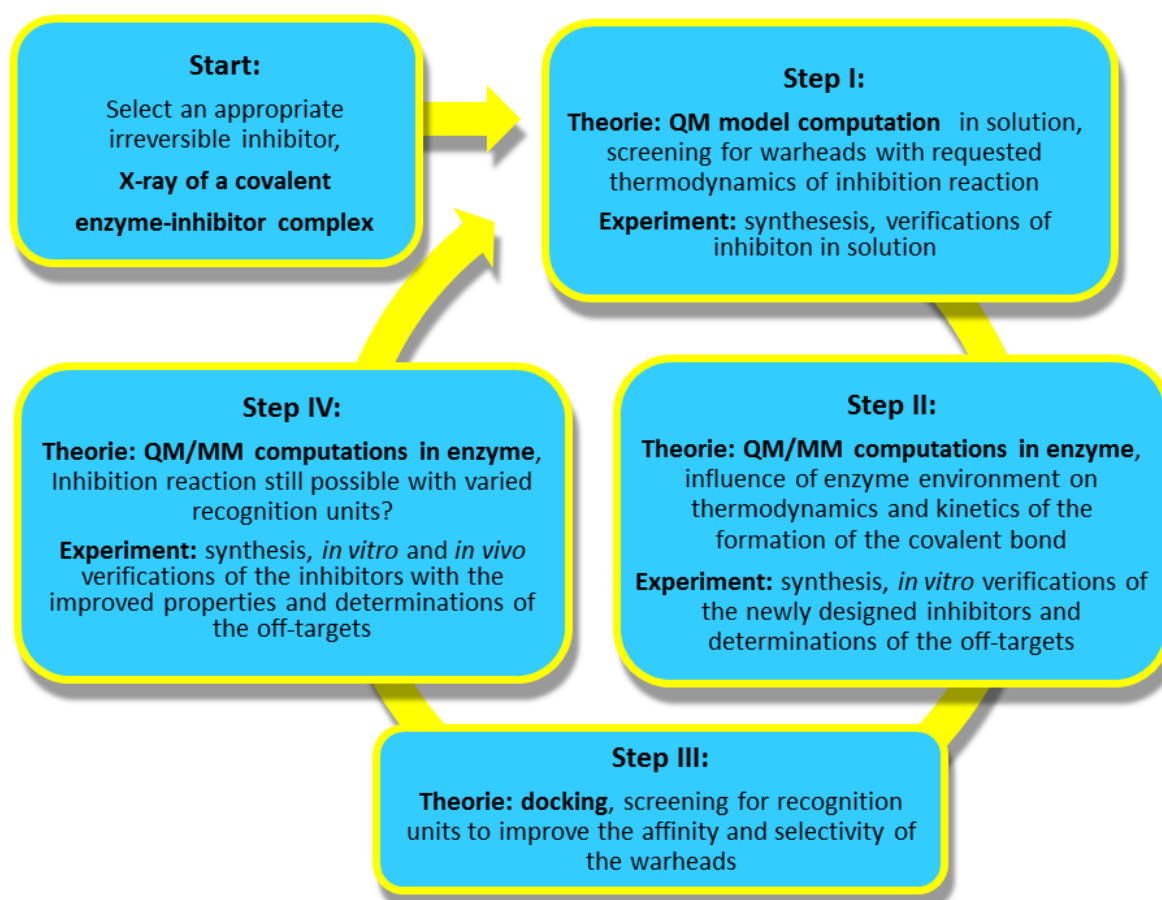 Start:
Select an appropriate
irreversible inhibitor,
X-ray of a covalent
enzyme-inhibitor complex
Step I:
Theorie: QM model computation in solution,
screening for warheads with requested
thermodynamics of inhibition reaction
Experiment: synthesesis, verifications of
inhibiton in solution
Step II:
Theorie: QM/MM computations in enzyme,
influence of enzyme environment on
thermodynamics and kinetics of the
formation of the covalent bond
Experiment: synthesis, in vitro verifications of
the newly designed inhibitors and
determinations of the off-targets
Step III:
Theorie: docking, screening for recognition
units to improve the affinity and selectivity of
the warheads
Step IV:
Theorie: QM/MM computations in enzyme,
Inhibition reaction still possible with varied
recognition units?
Experiment: synthesis, in vitro and in vivo
verifications of the inhibitors with the
improved properties and determinations of
the off-targets